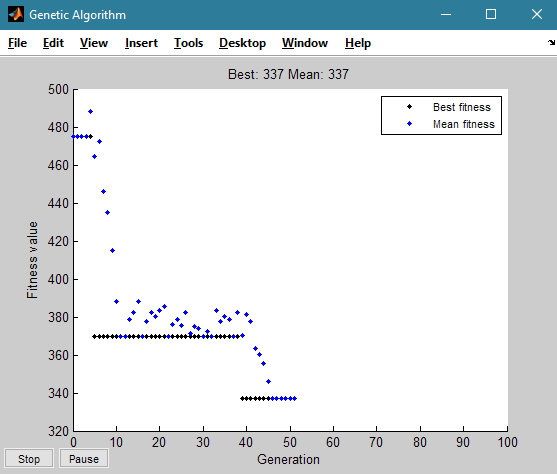 Genetic Algorithm
File Edit View Insert Tools Desktop Window Help
Best: 337 Mean: 337
500
480
460
440
420
400
380
360
340
320
Fitness value
Best fitness
Mean fitness
0 10 20 30 40 50 60 70 80 90 100
Generation
Stop Pause